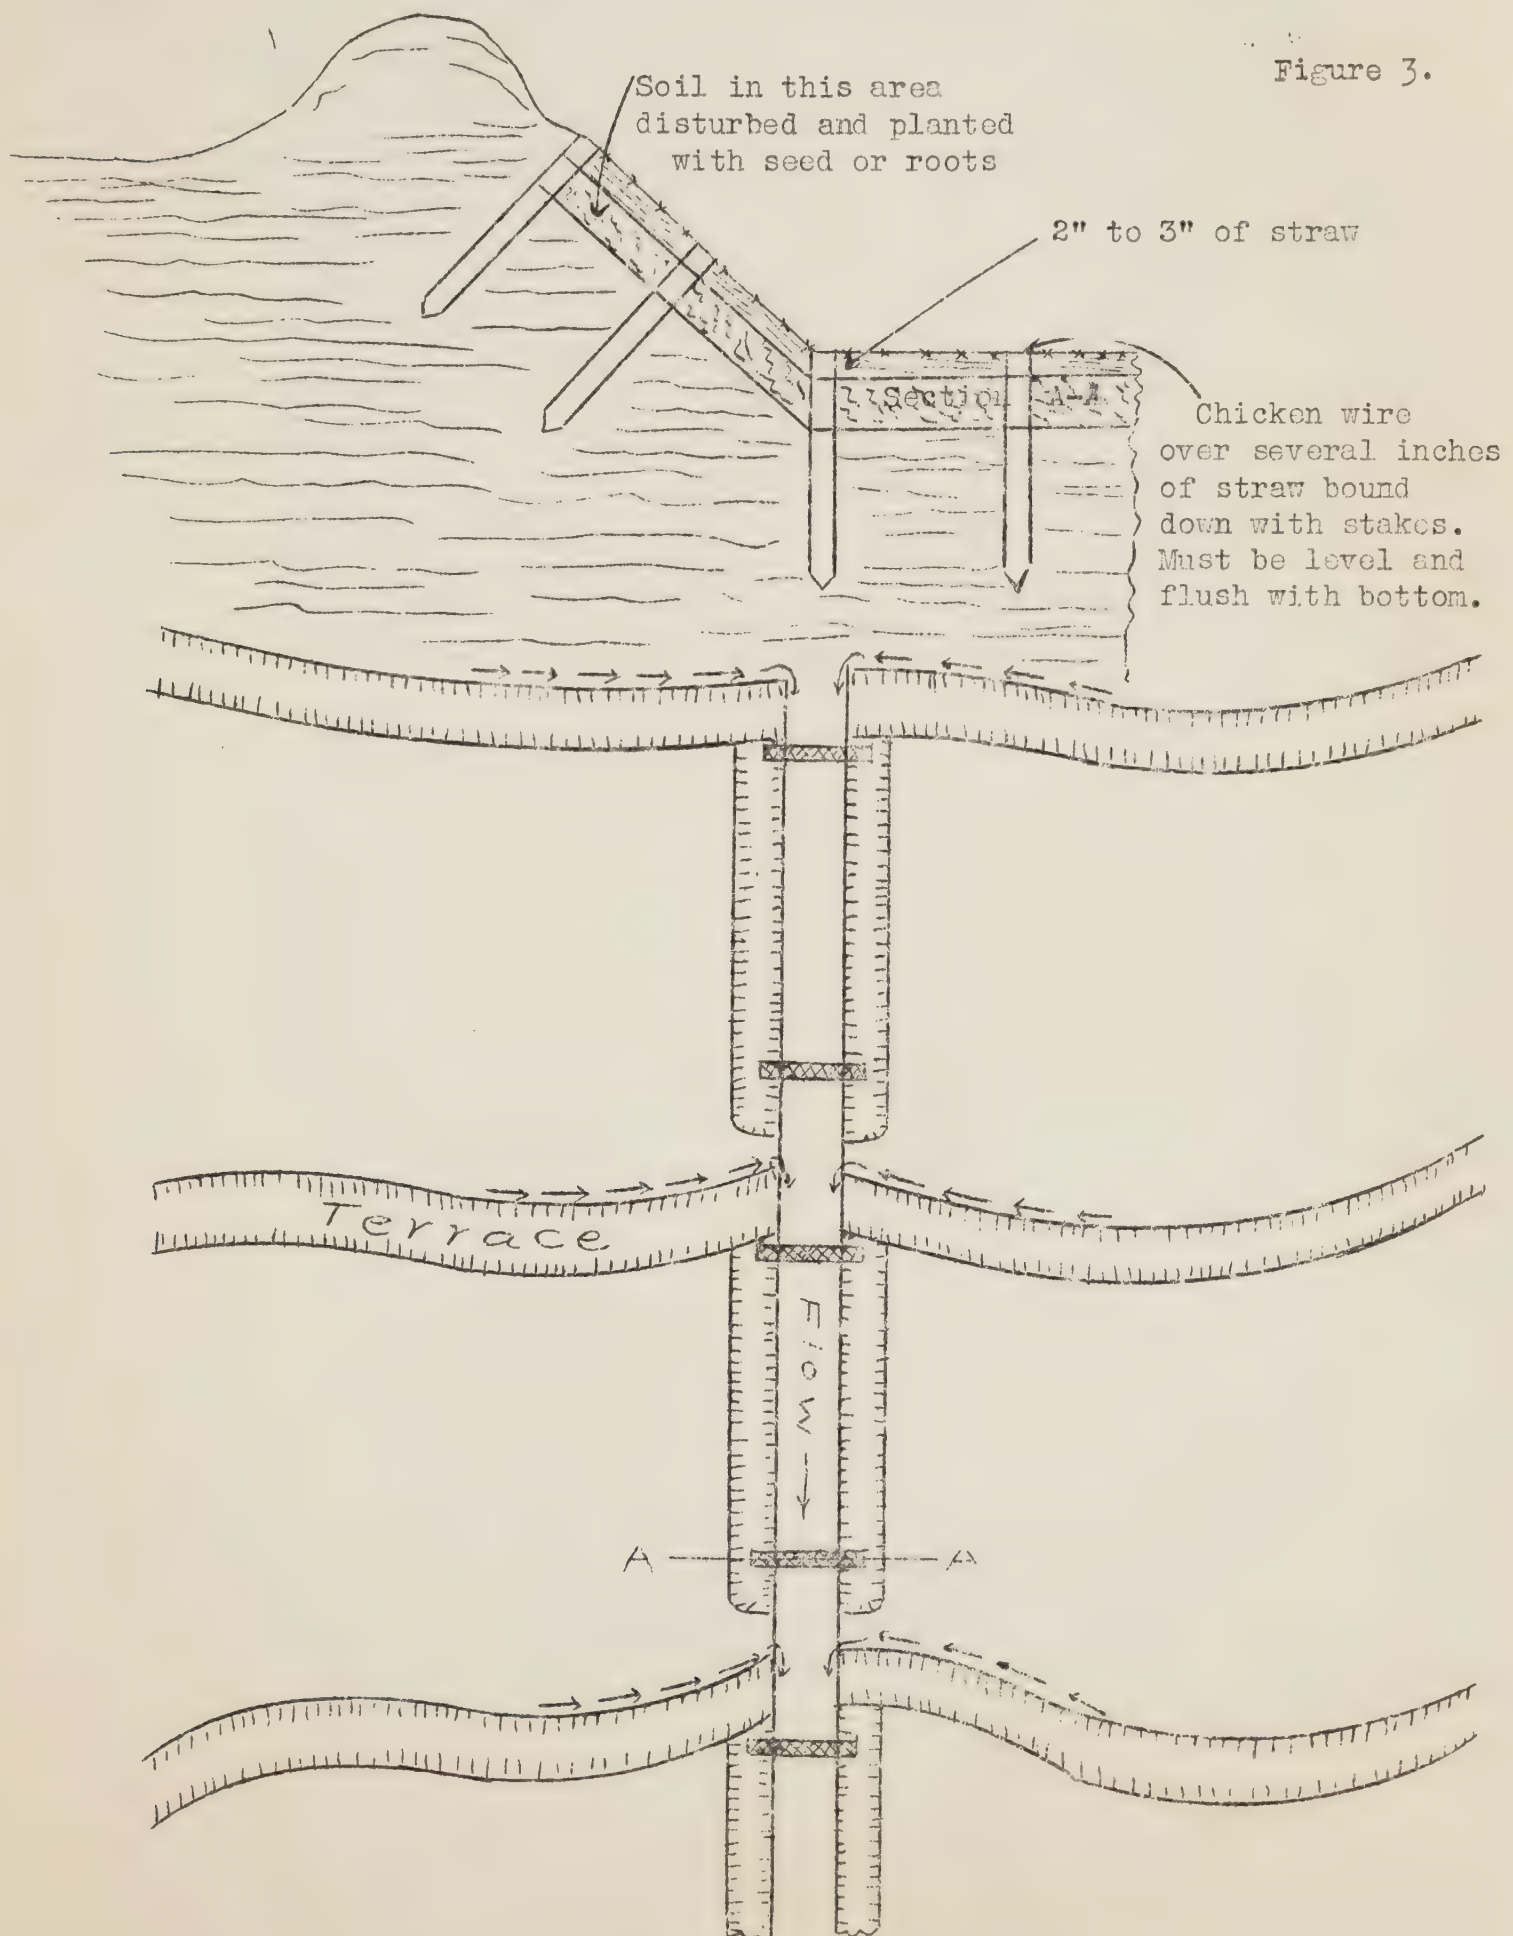 Figure 3.
Soil in this area
disturbed and planted
with seed or roots
2" to 3" of straw
Section A-A
Chicken wire
over several inches
of straw bound
down with stakes.
Must be level and
flush with bottom.
Terrace
Flow
A A